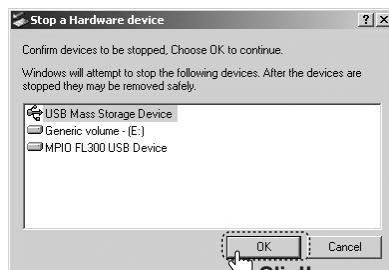 Stop a Hardware device
Confirm devices to be stopped, Choose OK to continue.
Windows will attempt to stop the following devices. After the devices are
stopped they may be removed safely.
USB Mass Storage Device
Generic volume - (E:)
MPIO FL300 USB Device
OK
Cancel